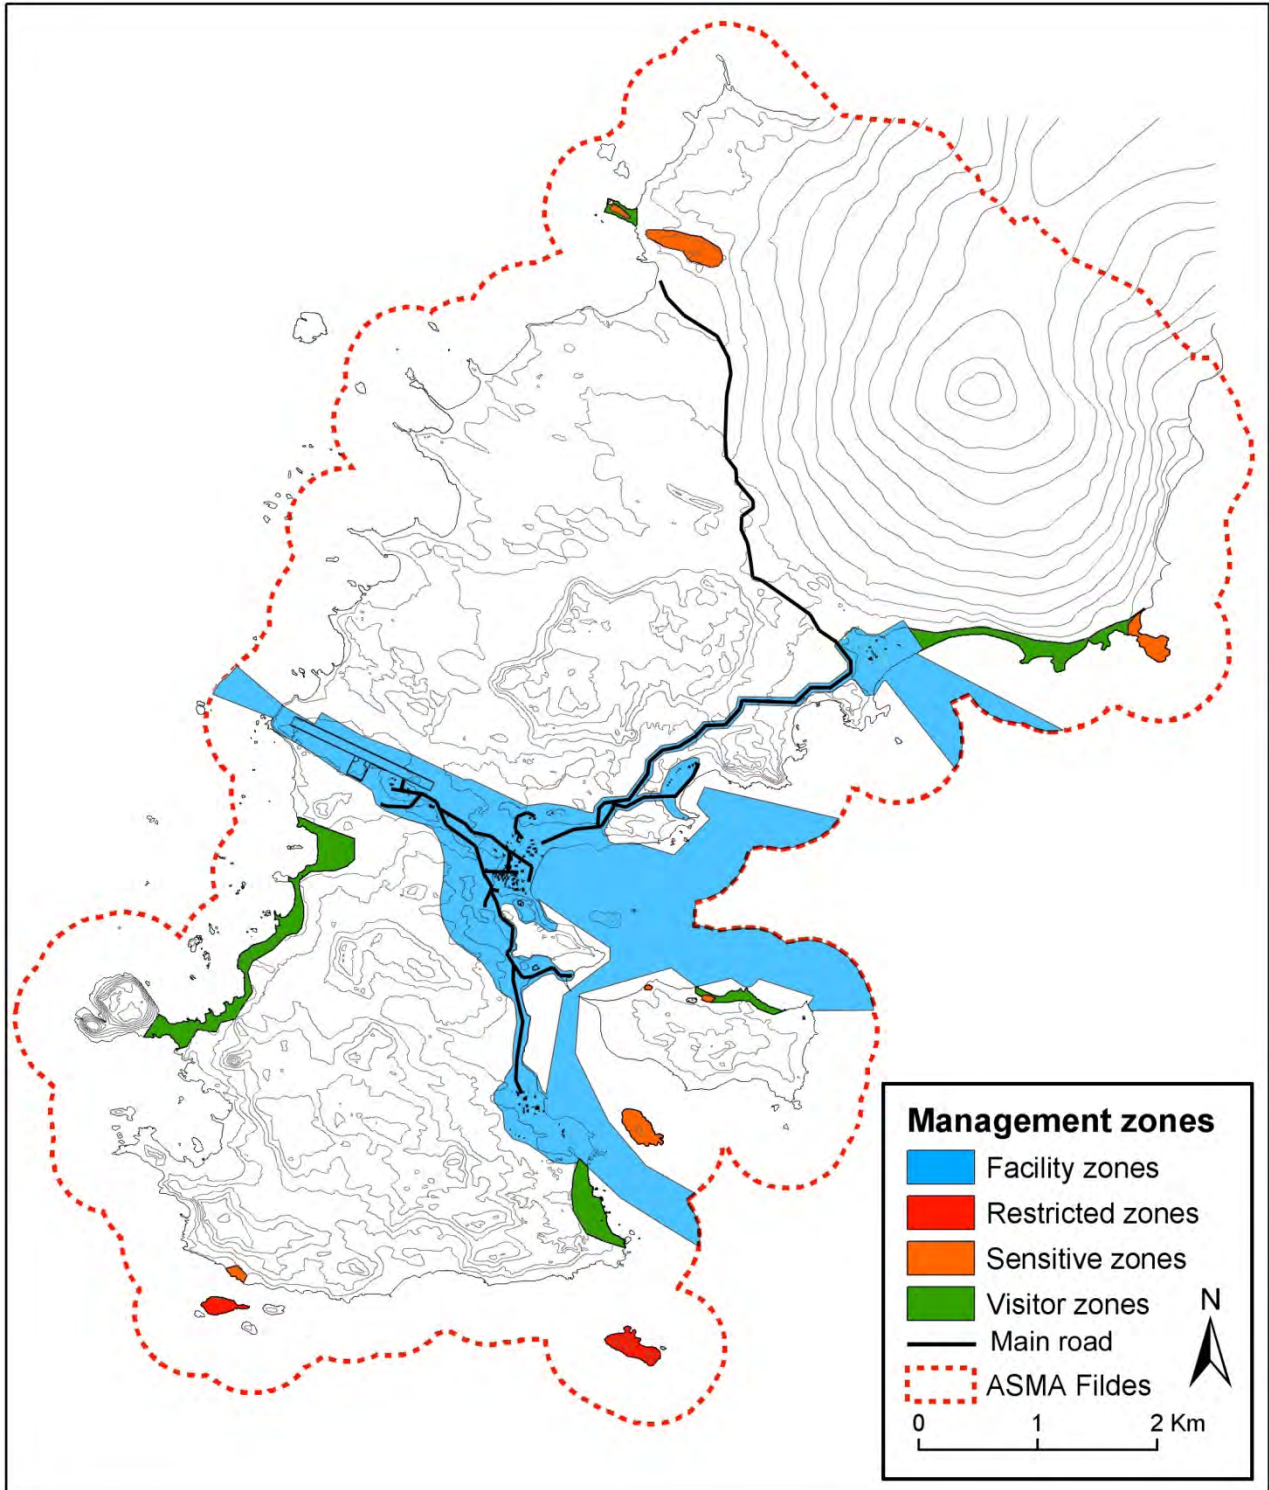 Management zones
Facility zones
Restricted zones
Sensitive zones
Visitor zones
N
Main road
ASMA Fildes
0 1 2 Km